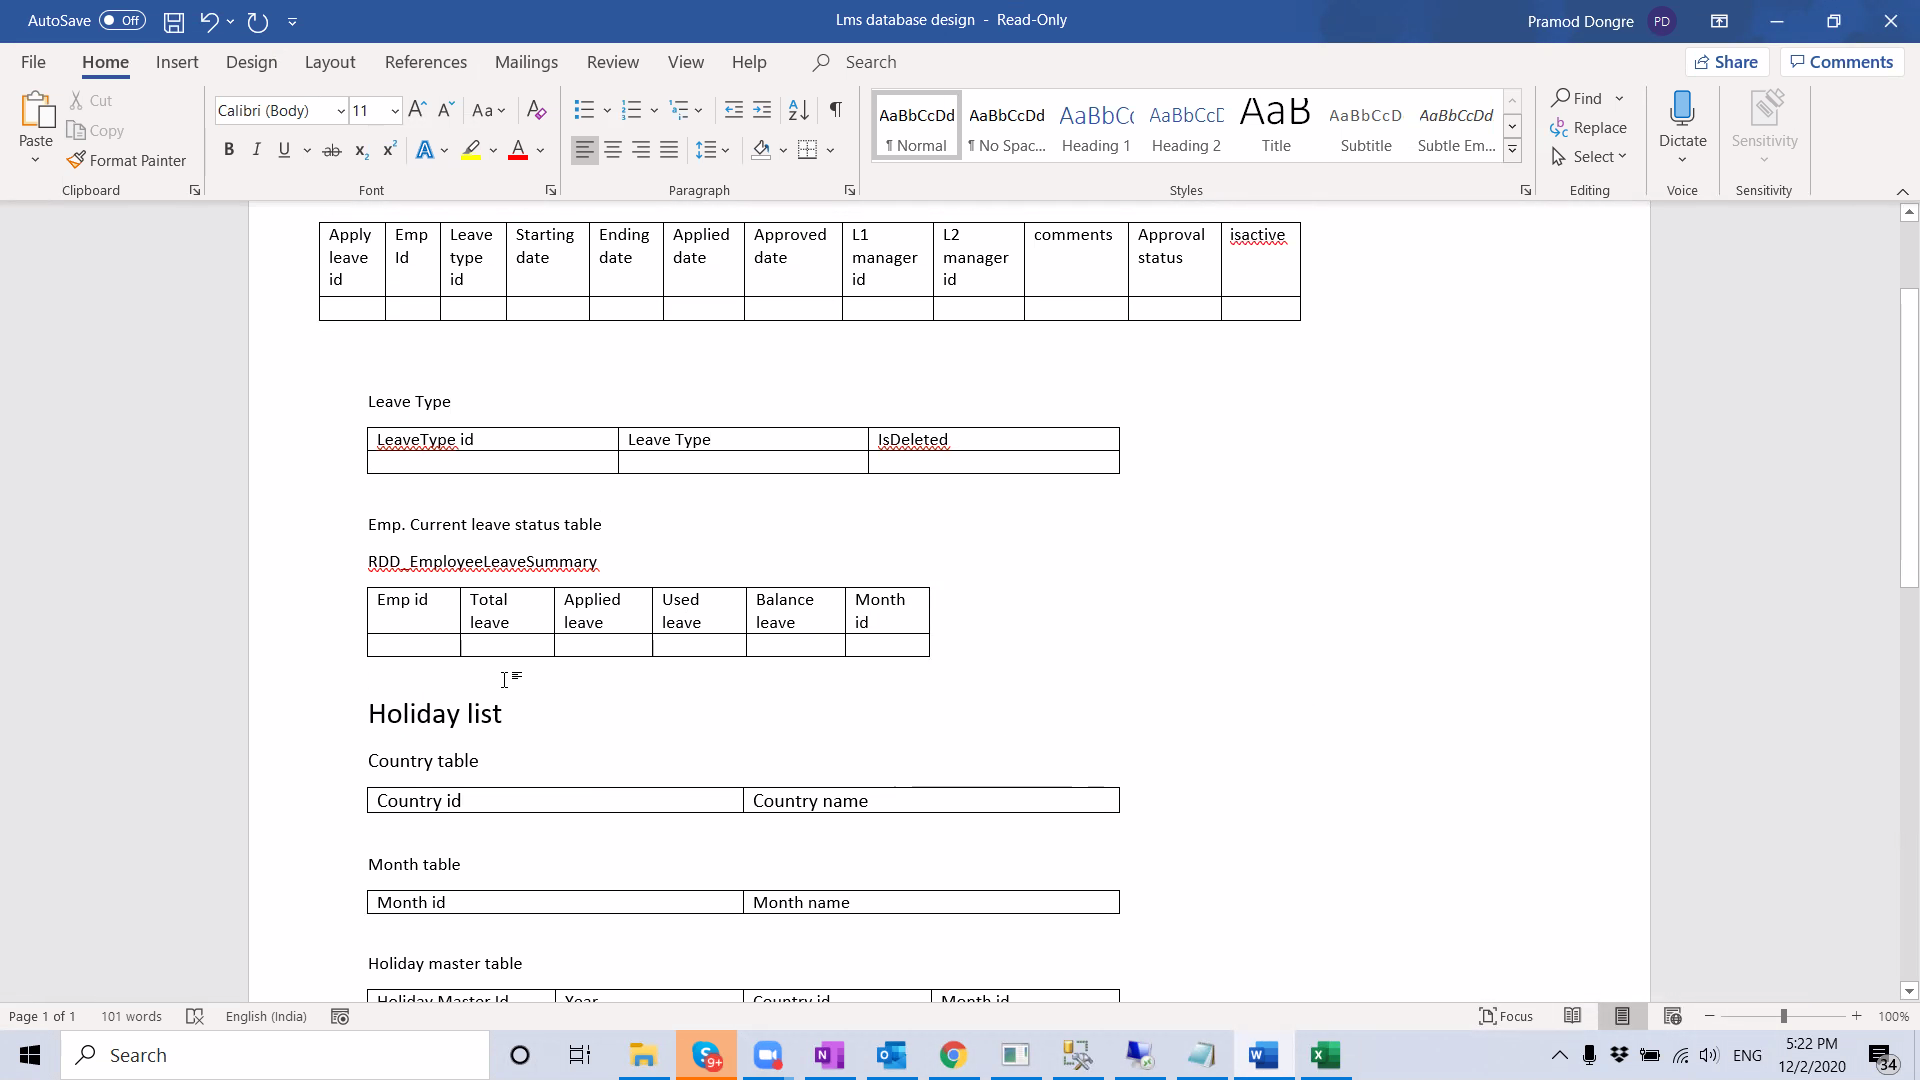 AutoSave Off Lms database design - Read-Only Pramod Dongre PD
File Home Insert Design Layout References Mailings Review View Help Search Share Comments
Paste Cut Copy Format Painter
Calibri (Body) 11
AaBbCcDd AaBbCcDd AaBbC AaBbCcC AaB AaBbCcD AaBbCcDd
¶ Normal ¶ No Spac... Heading 1 Heading 2 Title Subtitle Subtle Em...
Find Replace Select Dictate Sensitivity
Clipboard Font Paragraph Styles Editing Voice Sensitivity
Apply leave id Emp Id Leave type id Starting date Ending date Applied date Approved date L1 manager id L2 manager id comments Approval status isactive
Leave Type
LeaveType id Leave Type IsDeleted
Emp. Current leave status table
RDD_EmployeeLeaveSummary
Emp id Total leave Applied leave Used leave Balance leave Month id
Holiday list
Country table
Country id Country name
Month table
Month id Month name
Holiday master table
Holiday Master Id Year Country id Month id
Page 1 of 1 101 words English (India) Focus 100%
Search 9+ ENG 5:22 PM
12/2/2020 34